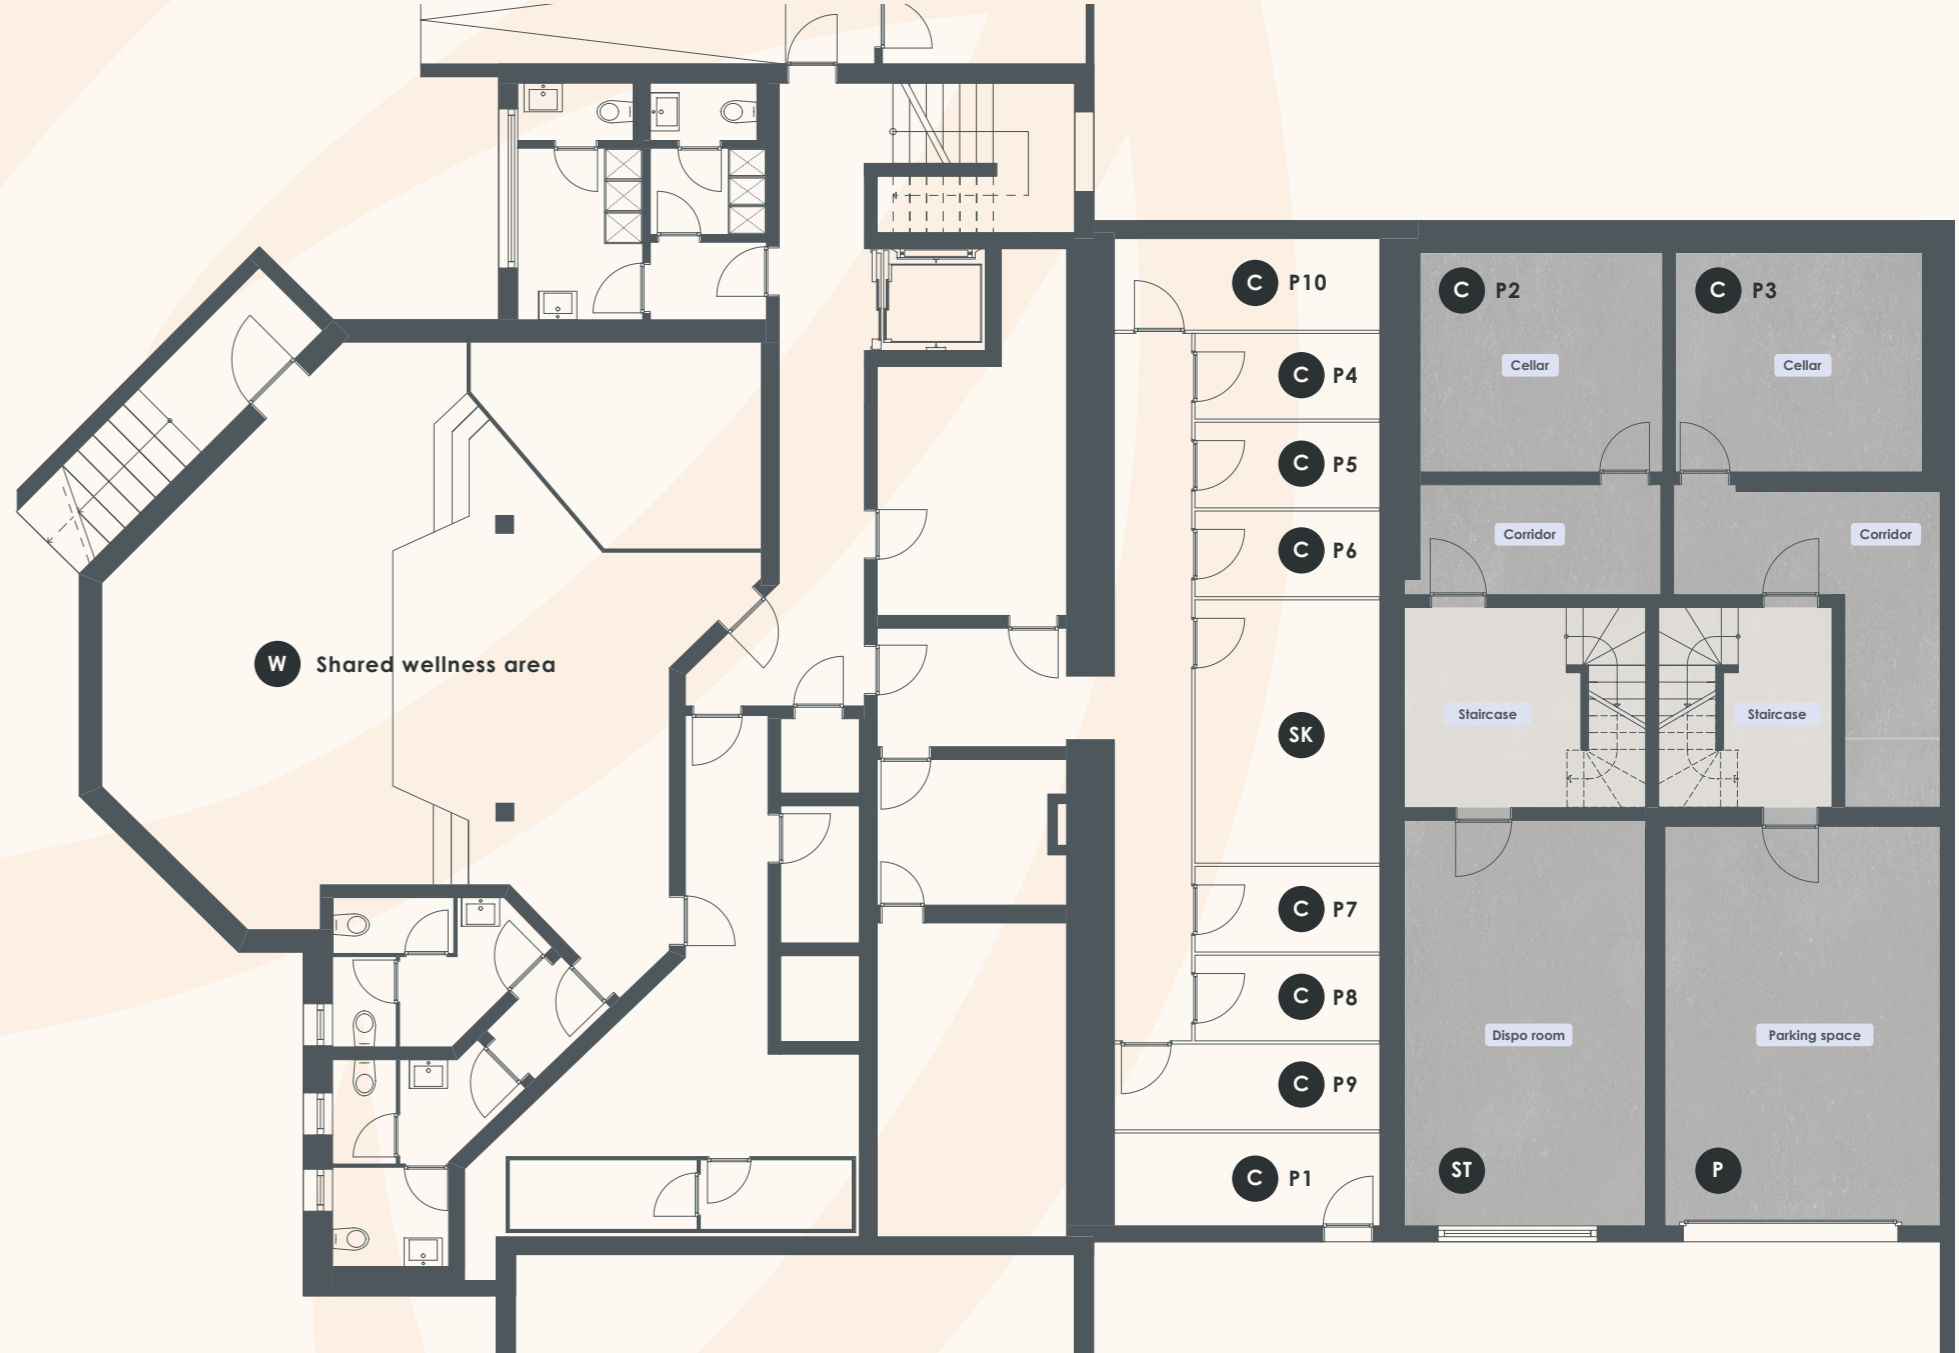 C P10
C P2
C P3
Cellar
Cellar
C P4
C P5
C P6
Corridor
Corridor
W Shared wellness area
Staircase
Staircase
SK
C P7
C P8
Dispo room
Parking space
C P9
C P1
ST
P